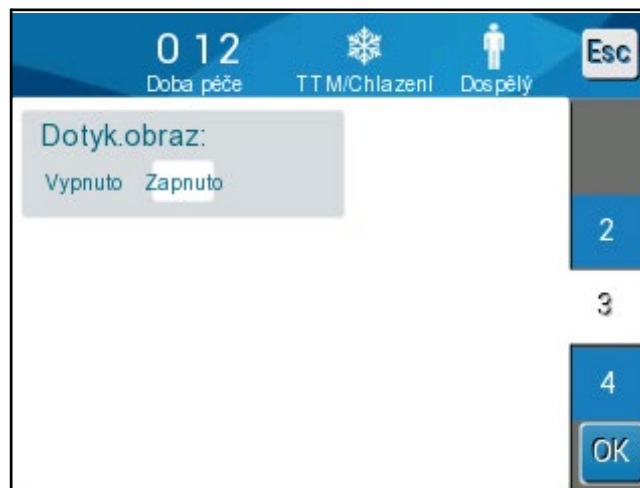 0 12
Doba péče
TTM/Chlazení
Dospělý
Esc
Dotyk.obraz:
Vypnuto Zapnuto
2
3
4
OK